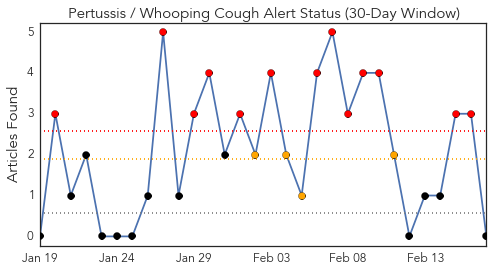 Pertussis / Whooping Cough Alert Status (30-Day Window)
Articles Found
5
4
3
2
1
0
Jan 19 Jan 24 Jan 29 Feb 03 Feb 08 Feb 13